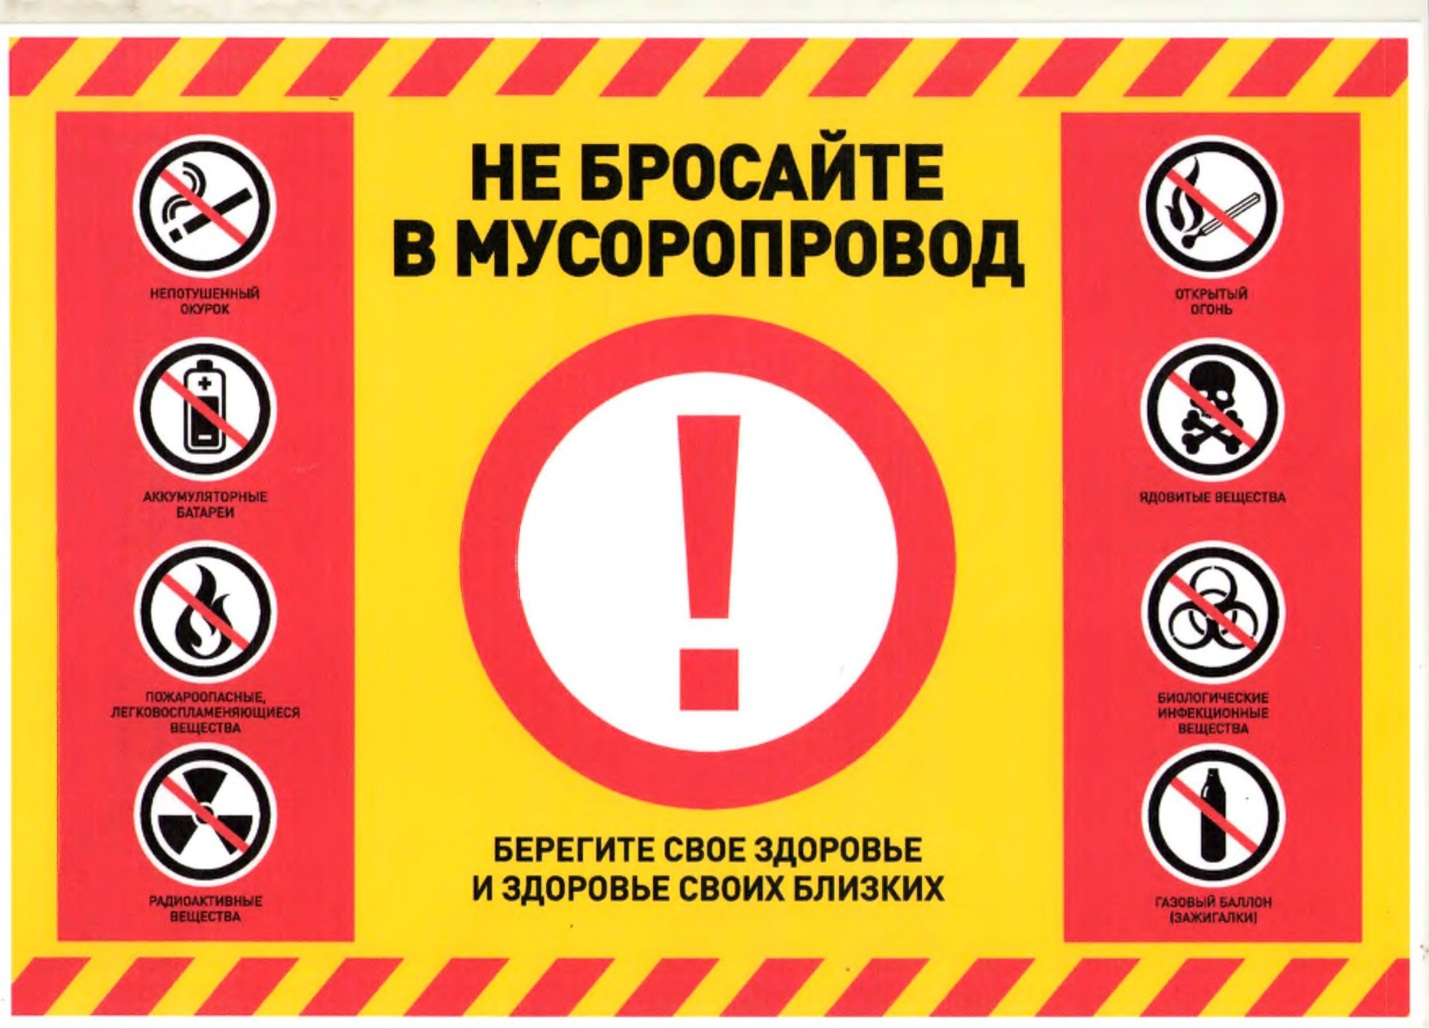 НЕ БРОСАЙТЕ
В МУСОРОПРОВОД
НЕПОТУШЕННЫЙ
ОКУРОК
АККУМУЛЯТОРНЫЕ
БАТАРЕИ
ПОЖАРООПАСНЫЕ,
ЛЕГКОВОСПЛАМЕНЯЮЩИЕСЯ
ВЕЩЕСТВА
РАДИОАКТИВНЫЕ
ВЕЩЕСТВА
!
ОТКРЫТЫЙ
ОГОНЬ
ЯДОВИТЫЕ ВЕЩЕСТВА
БИОЛОГИЧЕСКИЕ
ИНФЕКЦИОННЫЕ
ВЕЩЕСТВА
ГАЗОВЫЙ БАЛЛОН
(ЗАЖИГАЛКИ)
БЕРЕГИТЕ СВОЕ ЗДОРОВЬЕ
И ЗДОРОВЬЕ СВОИХ БЛИЗКИХ